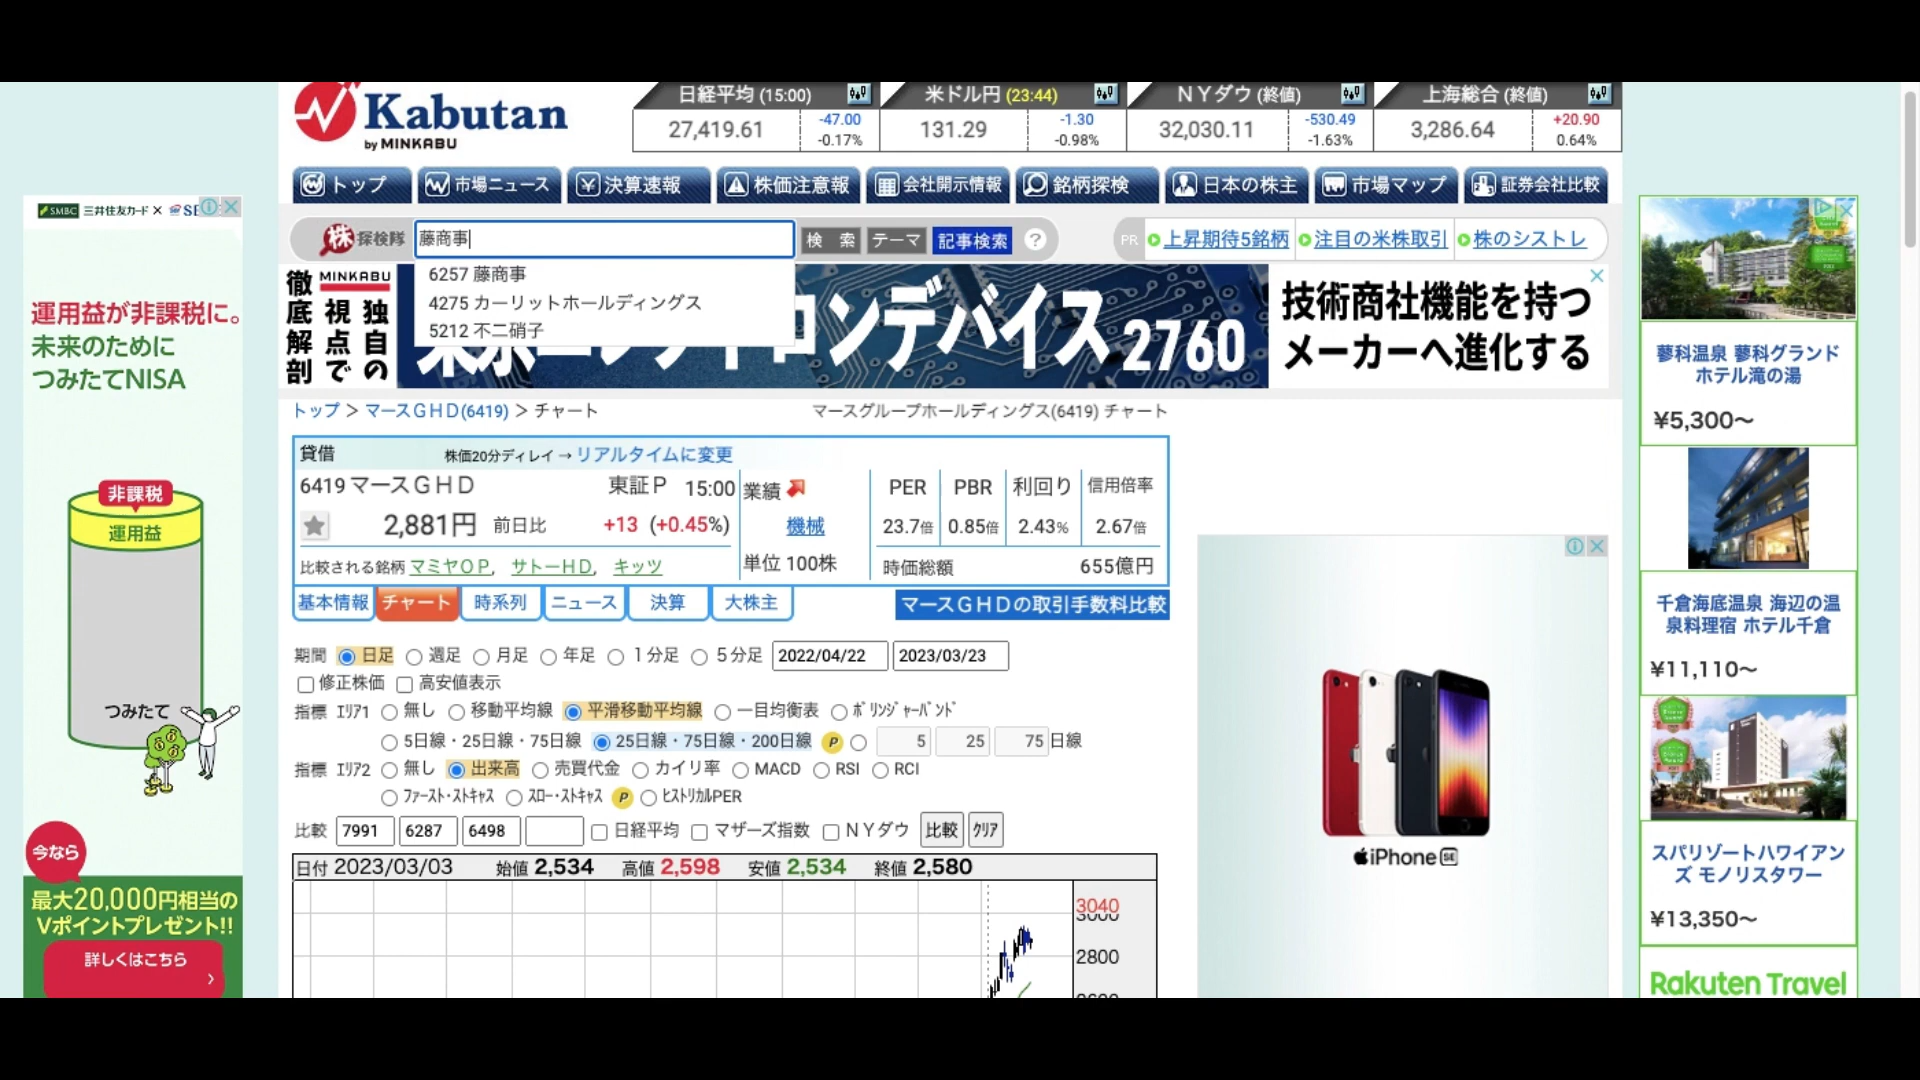 Kabutan
by MINKABU
日経平均 (15:00)
27,419.61
-47.00
-0.17%
米ドル円 (23:44)
131.29
-1.30
-0.98%
NYダウ (終値)
32,030.11
-530.49
-1.63%
上海総合 (終値)
3,286.64
+20.90
0.64%
トップ 市場ニュース 決算速報 株価注意報 会社開示情報 銘柄探検 日本の株主 市場マップ 証券会社比較
株探検隊 藤商事 検 索 テーマ 記事検索 ?
PR 上昇期待5銘柄 注目の米株取引 株のシストレ
6257 藤商事
4275 カーリットホールディングス
5212 不二硝子
MINKABU
独自の視点で徹底解剖
ロンデバイス 2760
技術商社機能を持つ
メーカーへ進化する
トップ > マースGHD(6419) > チャート
マースグループホールディングス(6419) チャート
貸借 株価20分ディレイ → リアルタイムに変更
6419 マースGHD 東証P 15:00
2,881円 前日比 +13 (+0.45%)
比較される銘柄 マミヤOP, サトーHD, キッツ
業績
機械
単位 100株
PER PBR 利回り 信用倍率
23.7倍 0.85倍 2.43% 2.67倍
時価総額 655億円
基本情報 チャート 時系列 ニュース 決算 大株主
マースGHDの取引手数料比較
期間 日足 週足 月足 年足 1分足 5分足 2022/04/22 2023/03/23
修正株価 高安値表示
指標 ｴﾘｱ1 無し 移動平均線 平滑移動平均線 一目均衡表 ﾎﾞﾘﾝｼﾞｬｰﾊﾞﾝﾄﾞ
5日線・25日線・75日線 25日線・75日線・200日線 P 5 25 75 日線
指標 ｴﾘｱ2 無し 出来高 売買代金 カイリ率 MACD RSI RCI
ﾌｧｰｽﾄ･ｽﾄｷｬｽ ｽﾛｰ･ｽﾄｷｬｽ P ﾋｽﾄﾘｶﾙPER
比較 7991 6287 6498 日経平均 マザーズ指数 NYダウ 比較 ｸﾘｱ
日付 2023/03/03 始値 2,534 高値 2,598 安値 2,534 終値 2,580
3040
3000
2800
SMBC 三井住友カード ×
運用益が非課税に。
未来のために
つみたてNISA
非課税
運用益
つみたて
今なら
最大20,000円相当の
Vポイントプレゼント!!
詳しくはこちら
iPhone SE
蓼科温泉 蓼科グランド
ホテル滝の湯
¥5,300〜
千倉海底温泉 海辺の温
泉料理宿 ホテル千倉
¥11,110〜
スパリゾートハワイアン
ズ モノリスタワー
¥13,350〜
Rakuten Travel